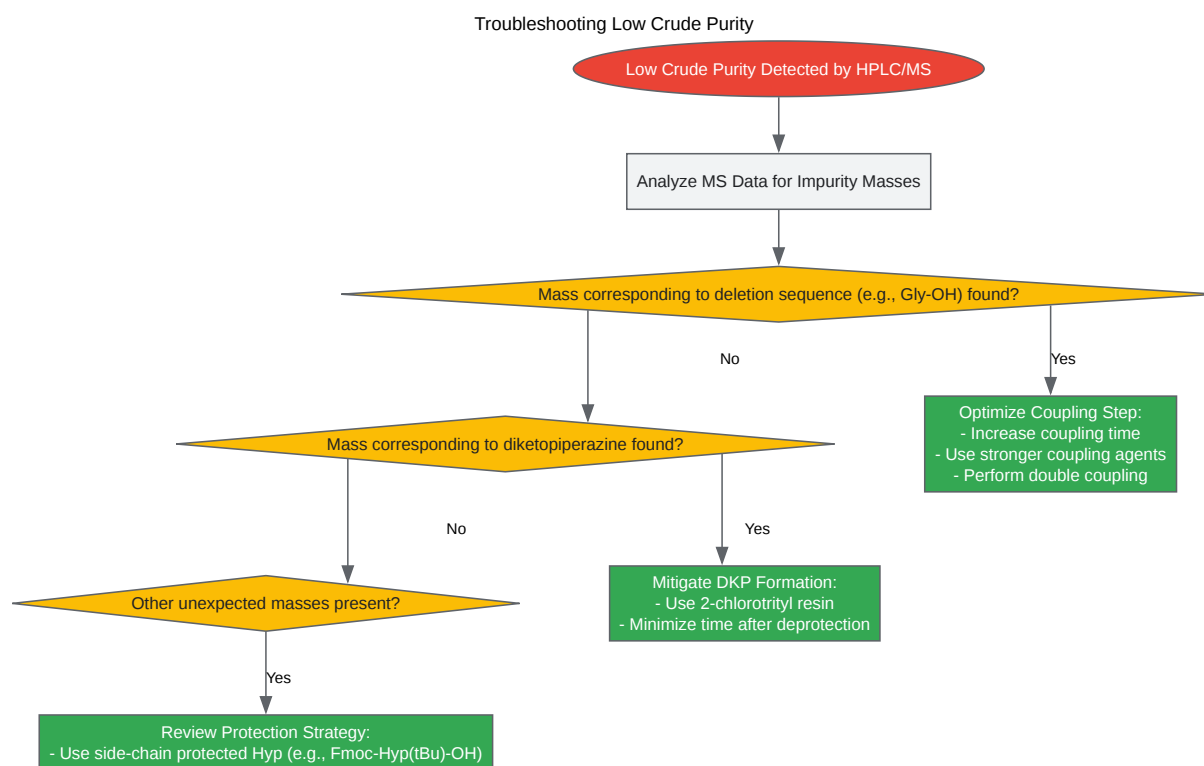 Troubleshooting Low Crude Purity
Low Crude Purity Detected by HPLC/MS
Analyze MS Data for Impurity Masses
Mass corresponding to deletion sequence (e.g., Gly-OH) found?
No
Yes
Optimize Coupling Step:
- Increase coupling time
- Use stronger coupling agents
- Perform double coupling
Mass corresponding to diketopiperazine found?
No
Yes
Mitigate DKP Formation:
- Use 2-chlorotrityl resin
- Minimize time after deprotection
Other unexpected masses present?
Yes
Review Protection Strategy:
- Use side-chain protected Hyp (e.g., Fmoc-Hyp(tBu)-OH)